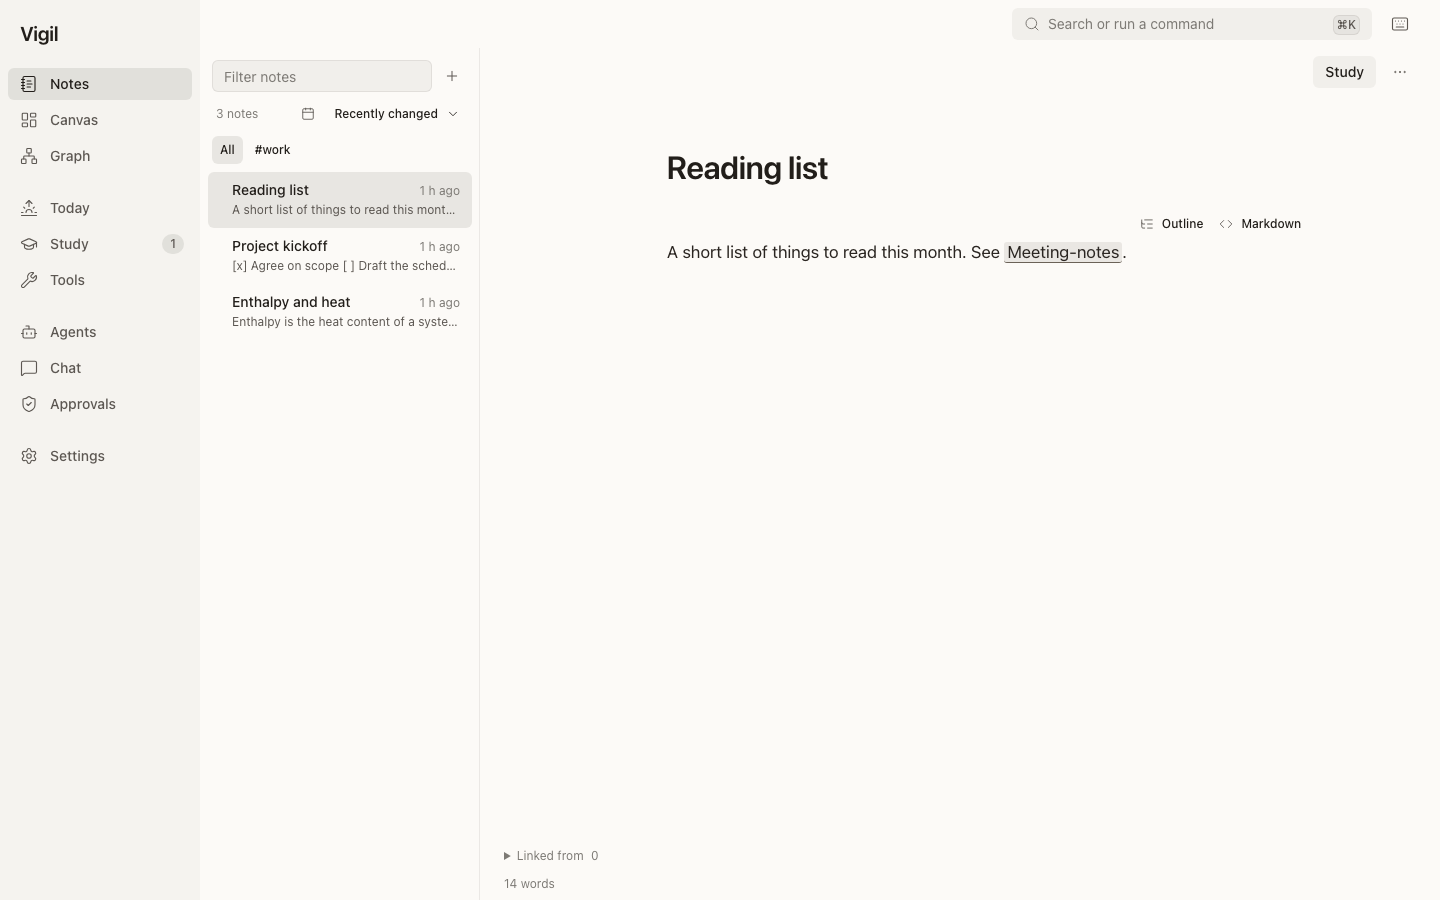 Vigil
Search or run a command ⌘K
Notes
Canvas
Graph
Today
Study 1
Tools
Agents
Chat
Approvals
Settings
Filter notes
3 notes Recently changed
All #work
Reading list 1 h ago
A short list of things to read this mont…
Project kickoff 1 h ago
[x] Agree on scope [ ] Draft the sched…
Enthalpy and heat 1 h ago
Enthalpy is the heat content of a syste…
Study
Reading list
Outline Markdown
A short list of things to read this month. See Meeting-notes.
Linked from 0
14 words